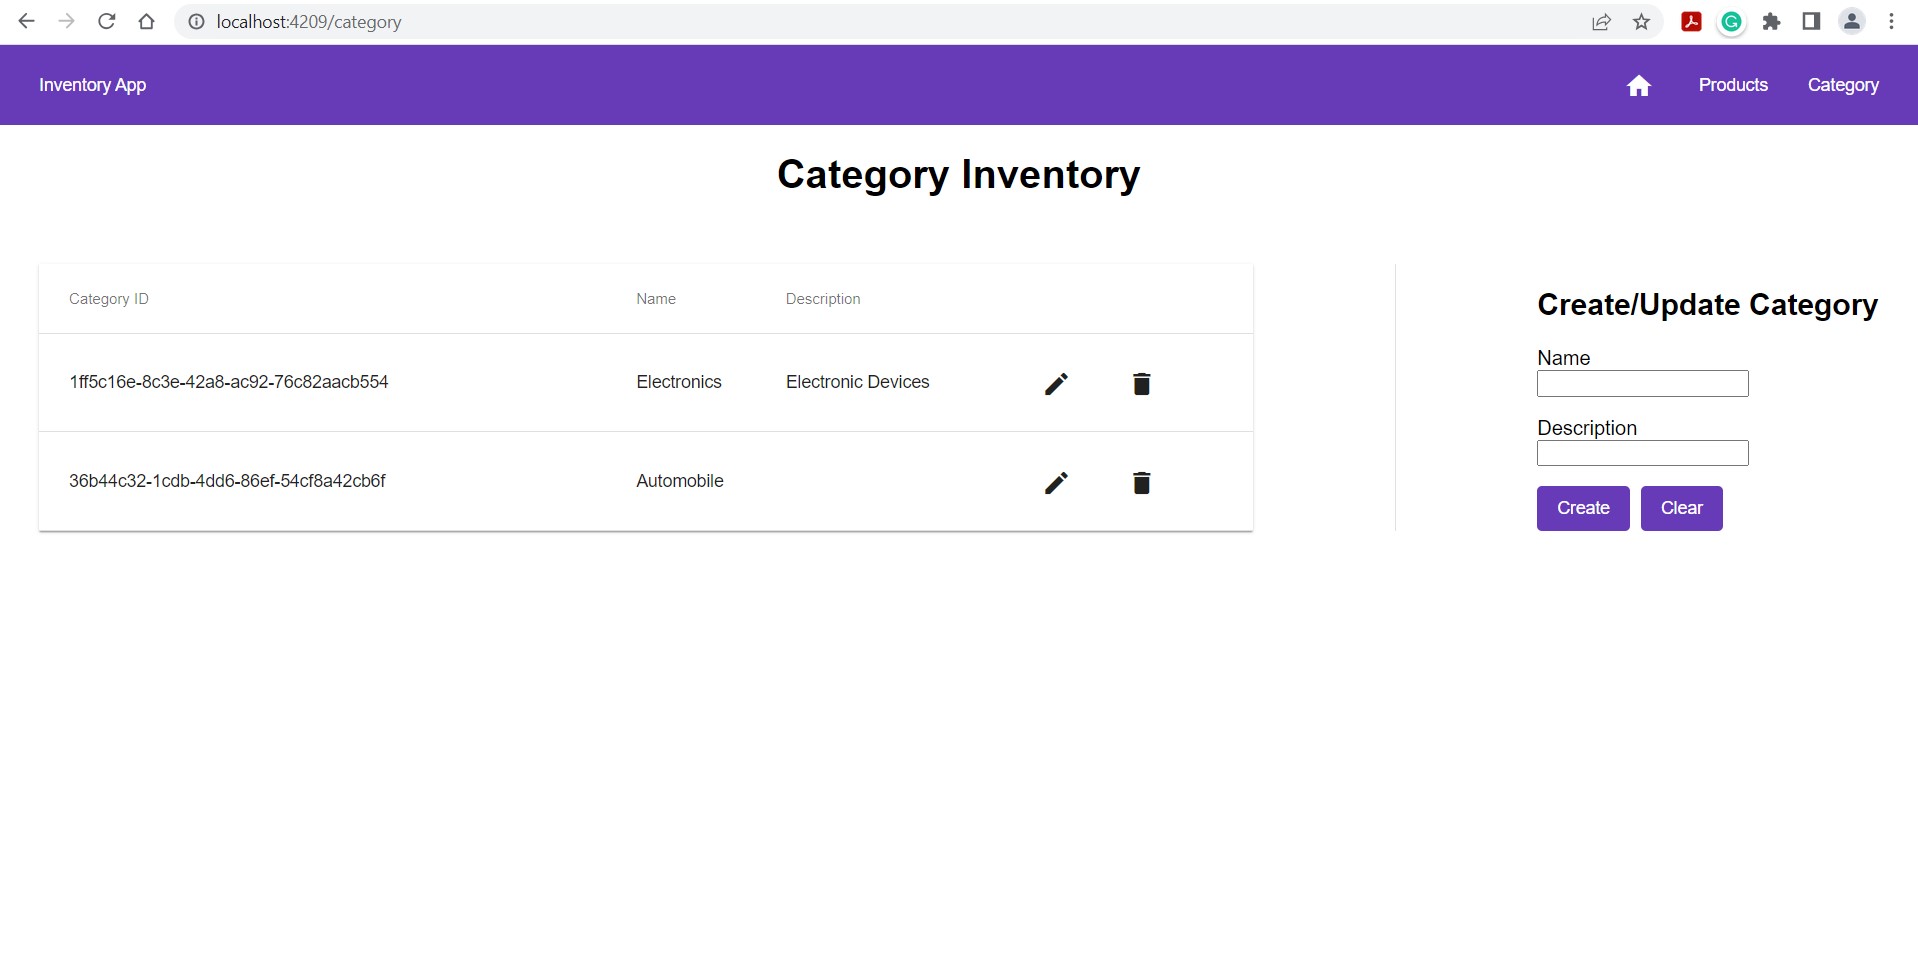 localhost:4209/category
Inventory App Products Category
Category Inventory
Category ID Name Description
1ff5c16e-8c3e-42a8-ac92-76c82aacb554 Electronics Electronic Devices
36b44c32-1cdb-4dd6-86ef-54cf8a42cb6f Automobile
Create/Update Category
Name
Description
Create Clear